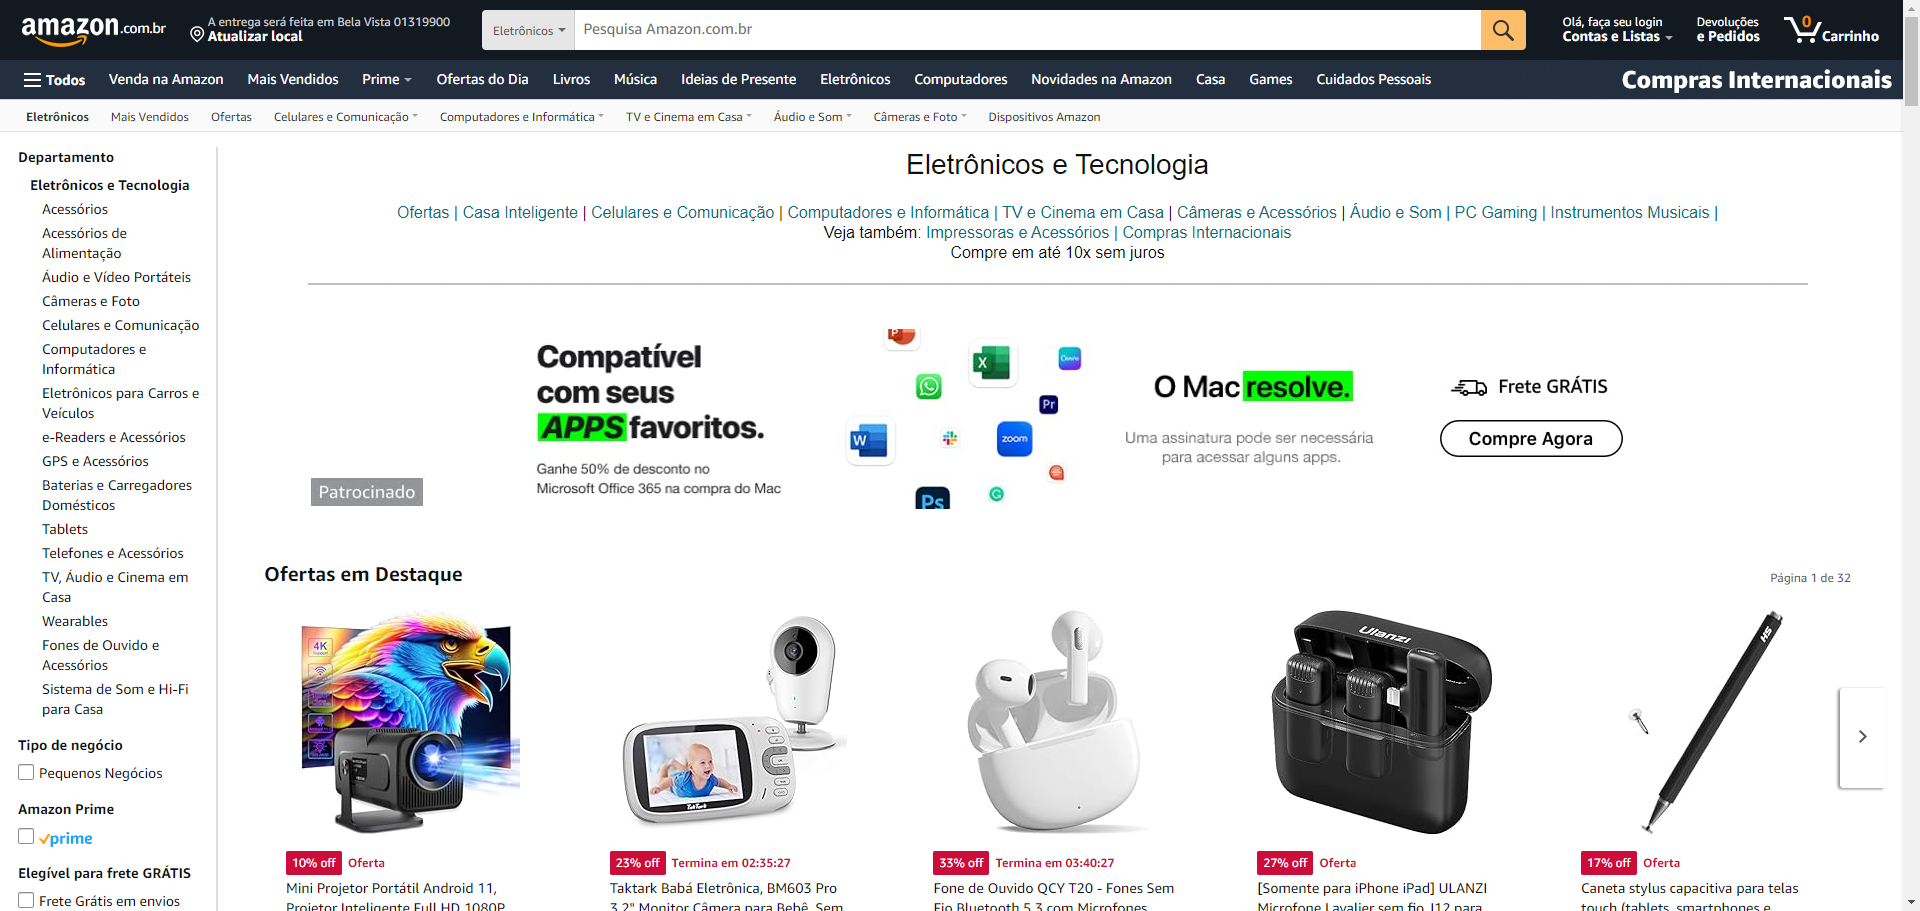 amazon.com.br
A entrega será feita em Bela Vista 01319900
Atualizar local
Eletrônicos
Pesquisa Amazon.com.br
Olá, faça seu login
Contas e Listas
Devoluções
e Pedidos
0
Carrinho
Todos
Venda na Amazon
Mais Vendidos
Prime
Ofertas do Dia
Livros
Música
Ideias de Presente
Eletrônicos
Computadores
Novidades na Amazon
Casa
Games
Cuidados Pessoais
Compras Internacionais
Eletrônicos
Mais Vendidos
Ofertas
Celulares e Comunicação
Computadores e Informática
TV e Cinema em Casa
Áudio e Som
Câmeras e Foto
Dispositivos Amazon
Departamento
Eletrônicos e Tecnologia
Acessórios
Acessórios de
Alimentação
Áudio e Vídeo Portáteis
Câmeras e Foto
Celulares e Comunicação
Computadores e
Informática
Eletrônicos para Carros e
Veículos
e-Readers e Acessórios
GPS e Acessórios
Baterias e Carregadores
Domésticos
Tablets
Telefones e Acessórios
TV, Áudio e Cinema em
Casa
Wearables
Fones de Ouvido e
Acessórios
Sistema de Som e Hi-Fi
para Casa
Tipo de negócio
Pequenos Negócios
Amazon Prime
prime
Elegível para frete GRÁTIS
Frete Grátis em envios
Eletrônicos e Tecnologia
Ofertas | Casa Inteligente | Celulares e Comunicação | Computadores e Informática | TV e Cinema em Casa | Câmeras e Acessórios | Áudio e Som | PC Gaming | Instrumentos Musicais |
Veja também: Impressoras e Acessórios | Compras Internacionais
Compre em até 10x sem juros
Compatível
com seus
APPS favoritos.
Ganhe 50% de desconto no
Microsoft Office 365 na compra do Mac
Patrocinado
P
X
W
zoom
Pr
Ps
O Mac resolve.
Uma assinatura pode ser necessária
para acessar alguns apps.
Frete GRÁTIS
Compre Agora
Ofertas em Destaque
Página 1 de 32
4K
TakTark
Ulanzi
HS
10% off Oferta
Mini Projetor Portátil Android 11,
Projetor Inteligente Full HD 1080P
23% off Termina em 02:35:27
Taktark Babá Eletrônica, BM603 Pro
3.2" Monitor Câmera para Bebê, Sem
33% off Termina em 03:40:27
Fone de Ouvido QCY T20 - Fones Sem
Fio Bluetooth 5.3 com Microfones
27% off Oferta
[Somente para iPhone iPad] ULANZI
Microfone Lavalier sem fio J12 para
17% off Oferta
Caneta stylus capacitiva para telas
touch (tablets, smartphones e